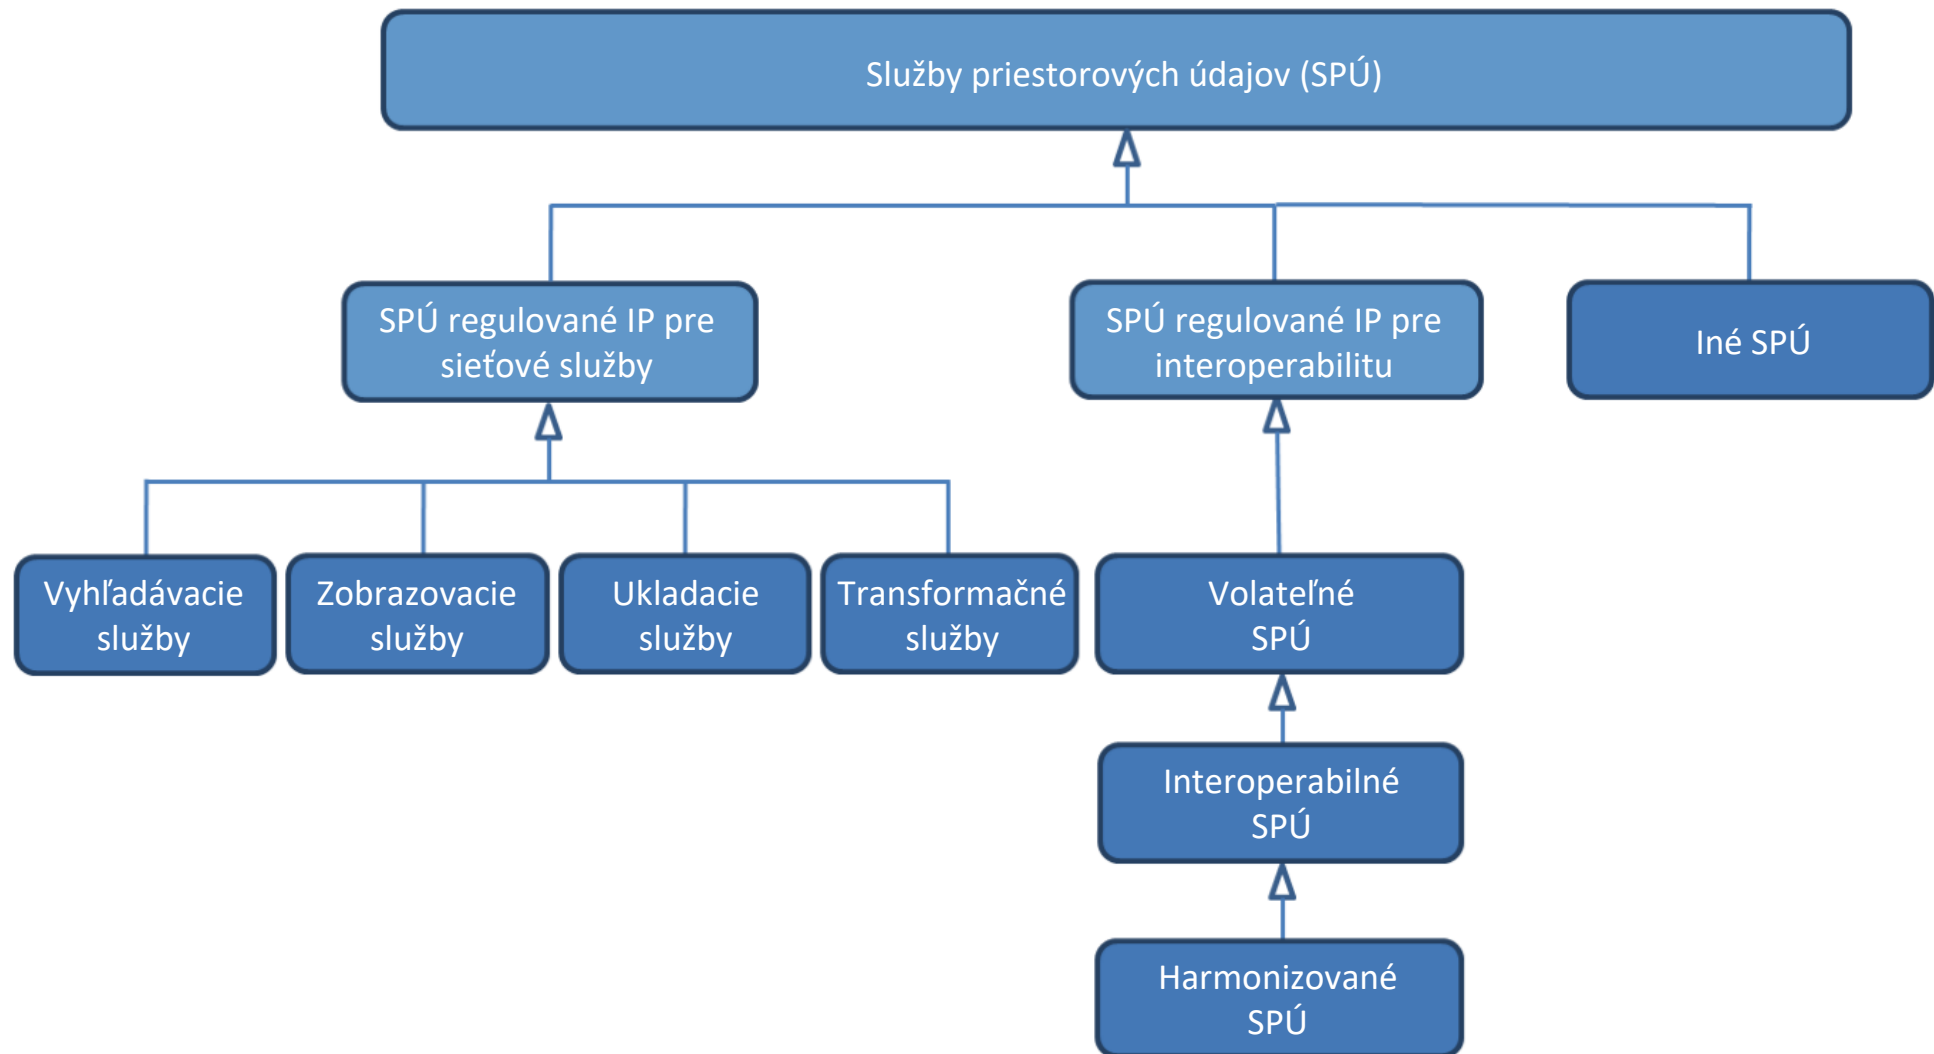 Služby priestorových údajov (SPÚ)
SPÚ regulované IP pre
sieťové služby
SPÚ regulované IP pre
interoperabilitu
Iné SPÚ
Vyhľadávacie
služby
Zobrazovacie
služby
Ukladacie
služby
Transformačné
služby
Volateľné
SPÚ
Interoperabilné
SPÚ
Harmonizované
SPÚ